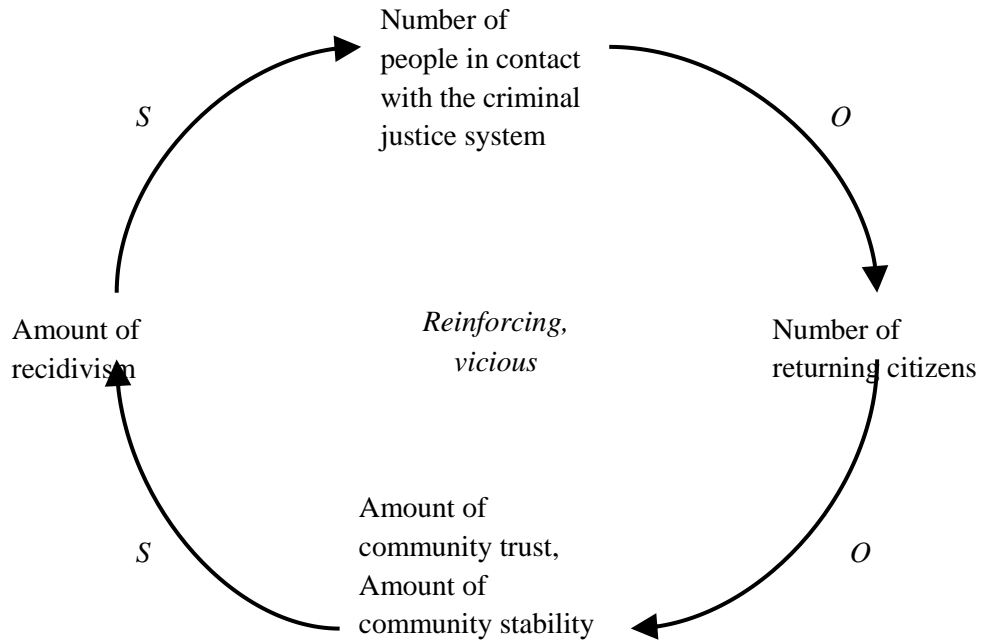 Number of
people in contact
with the criminal
justice system
S
O
Amount of
recidivism
Reinforcing,
vicious
Number of
returning citizens
Amount of
community trust,
Amount of
community stability
S
O